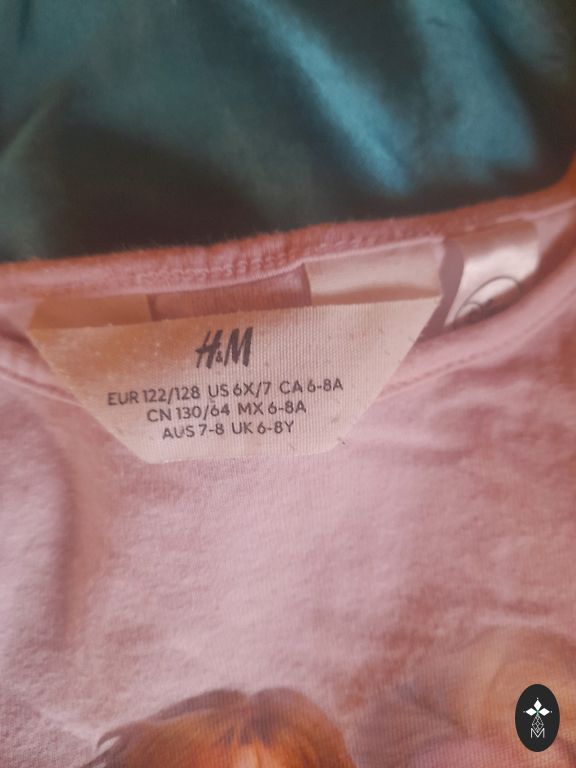 H&M
EUR 122/128 US 6X/7 CA 6-8A
CN 130/64 MX 6-8A
AUS 7-8 UK 6-8Y
M